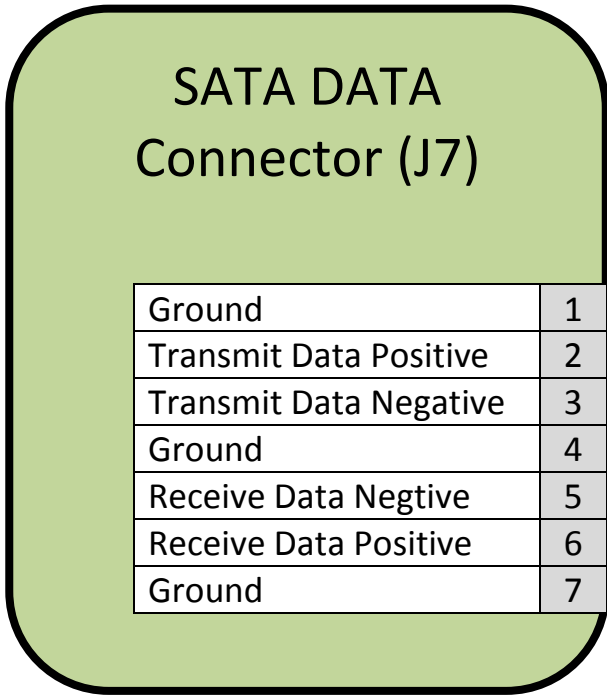 SATA DATA
Connector (J7)
Ground 1
Transmit Data Positive 2
Transmit Data Negative 3
Ground 4
Receive Data Negtive 5
Receive Data Positive 6
Ground 7